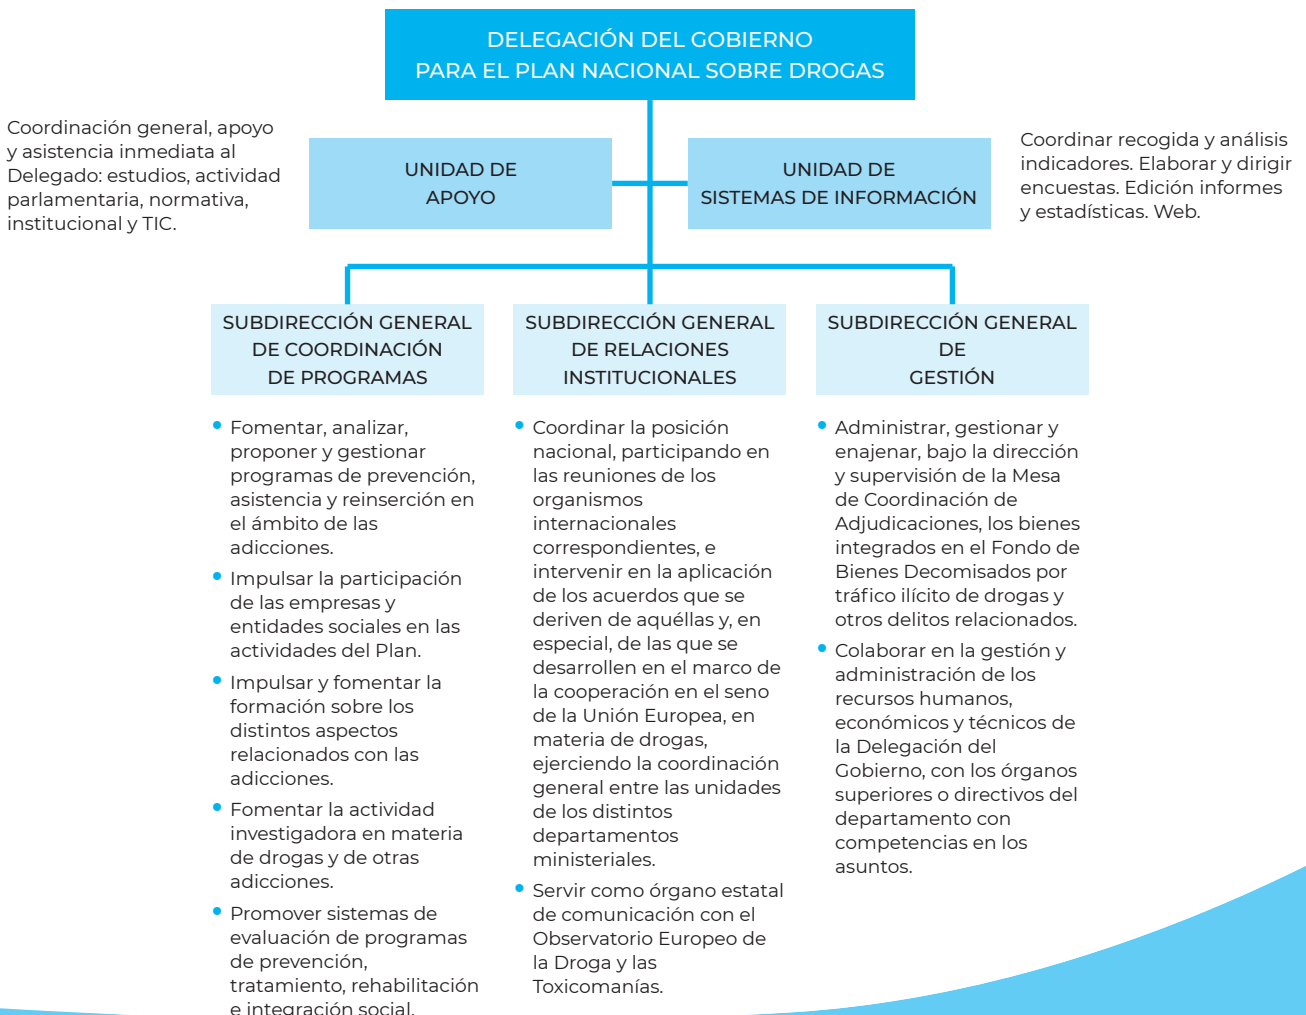 DELEGACIÓN DEL GOBIERNO
PARA EL PLAN NACIONAL SOBRE DROGAS
Coordinación general, apoyo
y asistencia inmediata al
Delegado: estudios, actividad
parlamentaria, normativa,
institucional y TIC.
UNIDAD DE
APOYO
UNIDAD DE
SISTEMAS DE INFORMACIÓN
Coordinar recogida y análisis
indicadores. Elaborar y dirigir
encuestas. Edición informes
y estadísticas. Web.
SUBDIRECCIÓN GENERAL
DE COORDINACIÓN
DE PROGRAMAS
• Fomentar, analizar,
proponer y gestionar
programas de prevención,
asistencia y reinserción en
el ámbito de las
adicciones.
• Impulsar la participación
de las empresas y
entidades sociales en las
actividades del Plan.
• Impulsar y fomentar la
formación sobre los
distintos aspectos
relacionados con las
adicciones.
• Fomentar la actividad
investigadora en materia
de drogas y de otras
adicciones.
• Promover sistemas de
evaluación de programas
de prevención,
tratamiento, rehabilitación
e integración social.
SUBDIRECCIÓN GENERAL
DE RELACIONES
INSTITUCIONALES
• Coordinar la posición
nacional, participando en
las reuniones de los
organismos
internacionales
correspondientes, e
intervenir en la aplicación
de los acuerdos que se
deriven de aquéllas y, en
especial, de las que se
desarrollen en el marco de
la cooperación en el seno
de la Unión Europea, en
materia de drogas,
ejerciendo la coordinación
general entre las unidades
de los distintos
departamentos
ministeriales.
• Servir como órgano estatal
de comunicación con el
Observatorio Europeo de
la Droga y las
Toxicomanías.
SUBDIRECCIÓN GENERAL
DE
GESTIÓN
• Administrar, gestionar y
enajenar, bajo la dirección
y supervisión de la Mesa
de Coordinación de
Adjudicaciones, los bienes
integrados en el Fondo de
Bienes Decomisados por
tráfico ilícito de drogas y
otros delitos relacionados.
• Colaborar en la gestión y
administración de los
recursos humanos,
económicos y técnicos de
la Delegación del
Gobierno, con los órganos
superiores o directivos del
departamento con
competencias en los
asuntos.